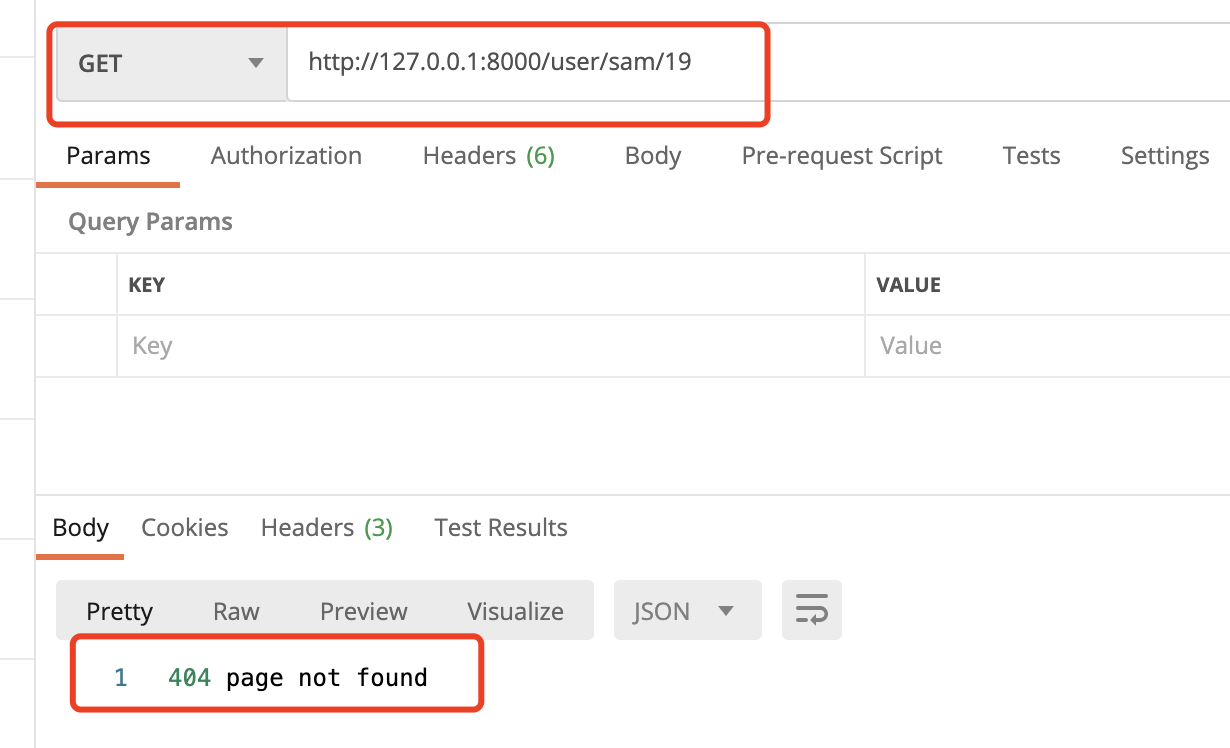 GET http://127.0.0.1:8000/user/sam/19
Params Authorization Headers (6) Body Pre-request Script Tests Settings
Query Params
KEY VALUE
Key Value
Body Cookies Headers (3) Test Results
Pretty Raw Preview Visualize JSON
1 404 page not found